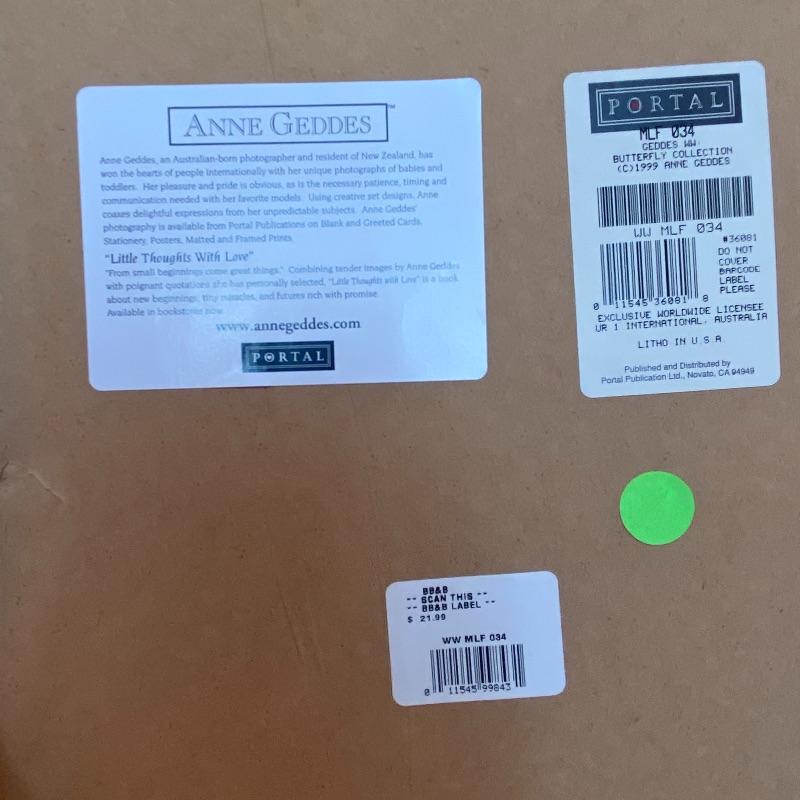 ANNE GEDDES™
Anne Geddes, an Australian-born photographer and resident of New Zealand, has
won the hearts of people internationally with her unique photographs of babies and
toddlers. Her pleasure and pride is obvious, as is the necessary patience, timing and
communication needed with her favorite models. Using creative set designs, Anne
coaxes delightful expressions from her unpredictable subjects. Anne Geddes'
photography is available from Portal Publications on Blank and Greeted Cards,
Stationery, Posters, Matted and Framed Prints.
"Little Thoughts With Love"
"From small beginnings come great things." Combining tender images by Anne Geddes
with poignant quotations she has personally selected, "Little Thoughts with Love" is a book
about new beginnings, tiny miracles, and futures rich with promise.
Available in bookstores now.
www.annegeddes.com
PORTAL
PORTAL
MLF 034
GEDDES WW:
BUTTERFLY COLLECTION
(C)1999 ANNE GEDDES
WW MLF 034
#36081
DO NOT
COVER
BARCODE
LABEL
PLEASE
0 11545 36081 8
EXCLUSIVE WORLDWIDE LICENSEE
UR 1 INTERNATIONAL, AUSTRALIA
LITHO IN U.S.A.
Published and Distributed by
Portal Publication Ltd., Novato, CA 94949
BB&B
-- SCAN THIS --
-- BB&B LABEL --
$ 21.99
WW MLF 034
0 11545 99843